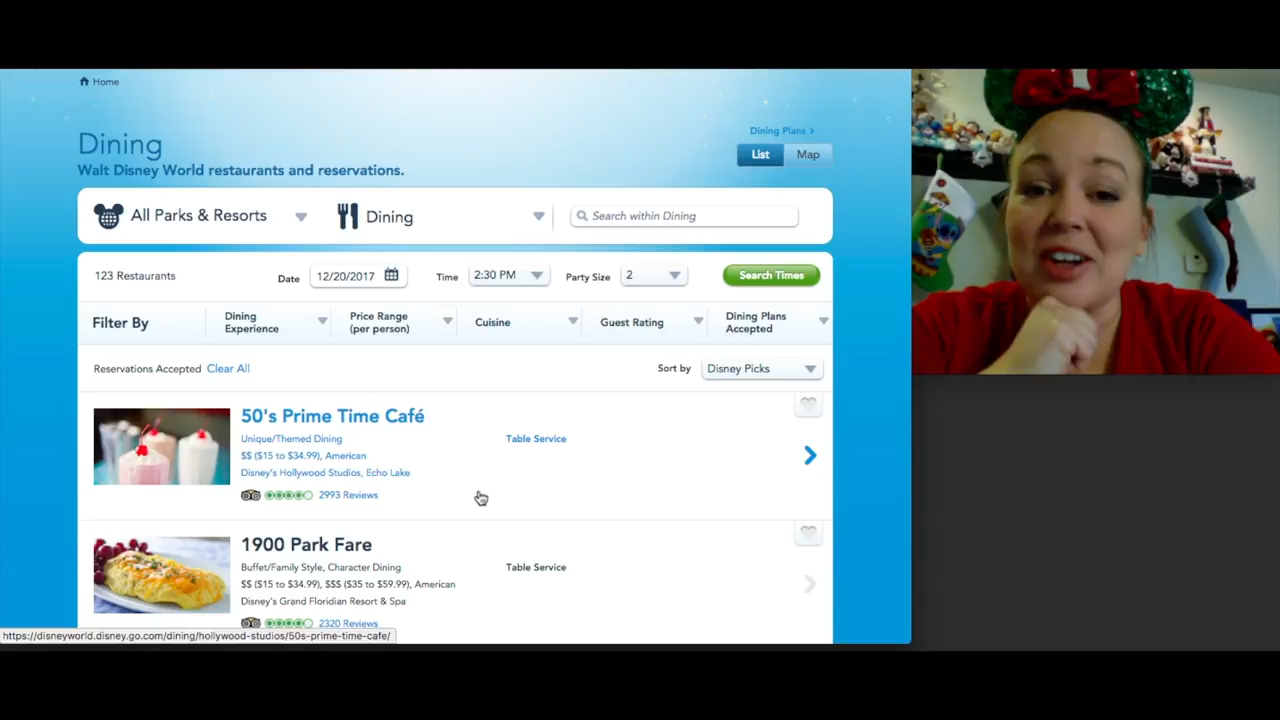 Home
Dining
Dining Plans >
List Map
Walt Disney World restaurants and reservations.
All Parks & Resorts Dining Search within Dining
123 Restaurants Date 12/20/2017 Time 2:30 PM Party Size 2 Search Times
Filter By Dining Experience Price Range (per person) Cuisine Guest Rating Dining Plans Accepted
Reservations Accepted Clear All Sort by Disney Picks
50's Prime Time Café
Unique/Themed Dining Table Service
$$ ($15 to $34.99), American
Disney's Hollywood Studios, Echo Lake
2993 Reviews
1900 Park Fare
Buffet/Family Style, Character Dining Table Service
$$ ($15 to $34.99), $$$ ($35 to $59.99), American
Disney's Grand Floridian Resort & Spa
2320 Reviews
https://disneyworld.disney.go.com/dining/hollywood-studios/50s-prime-time-cafe/